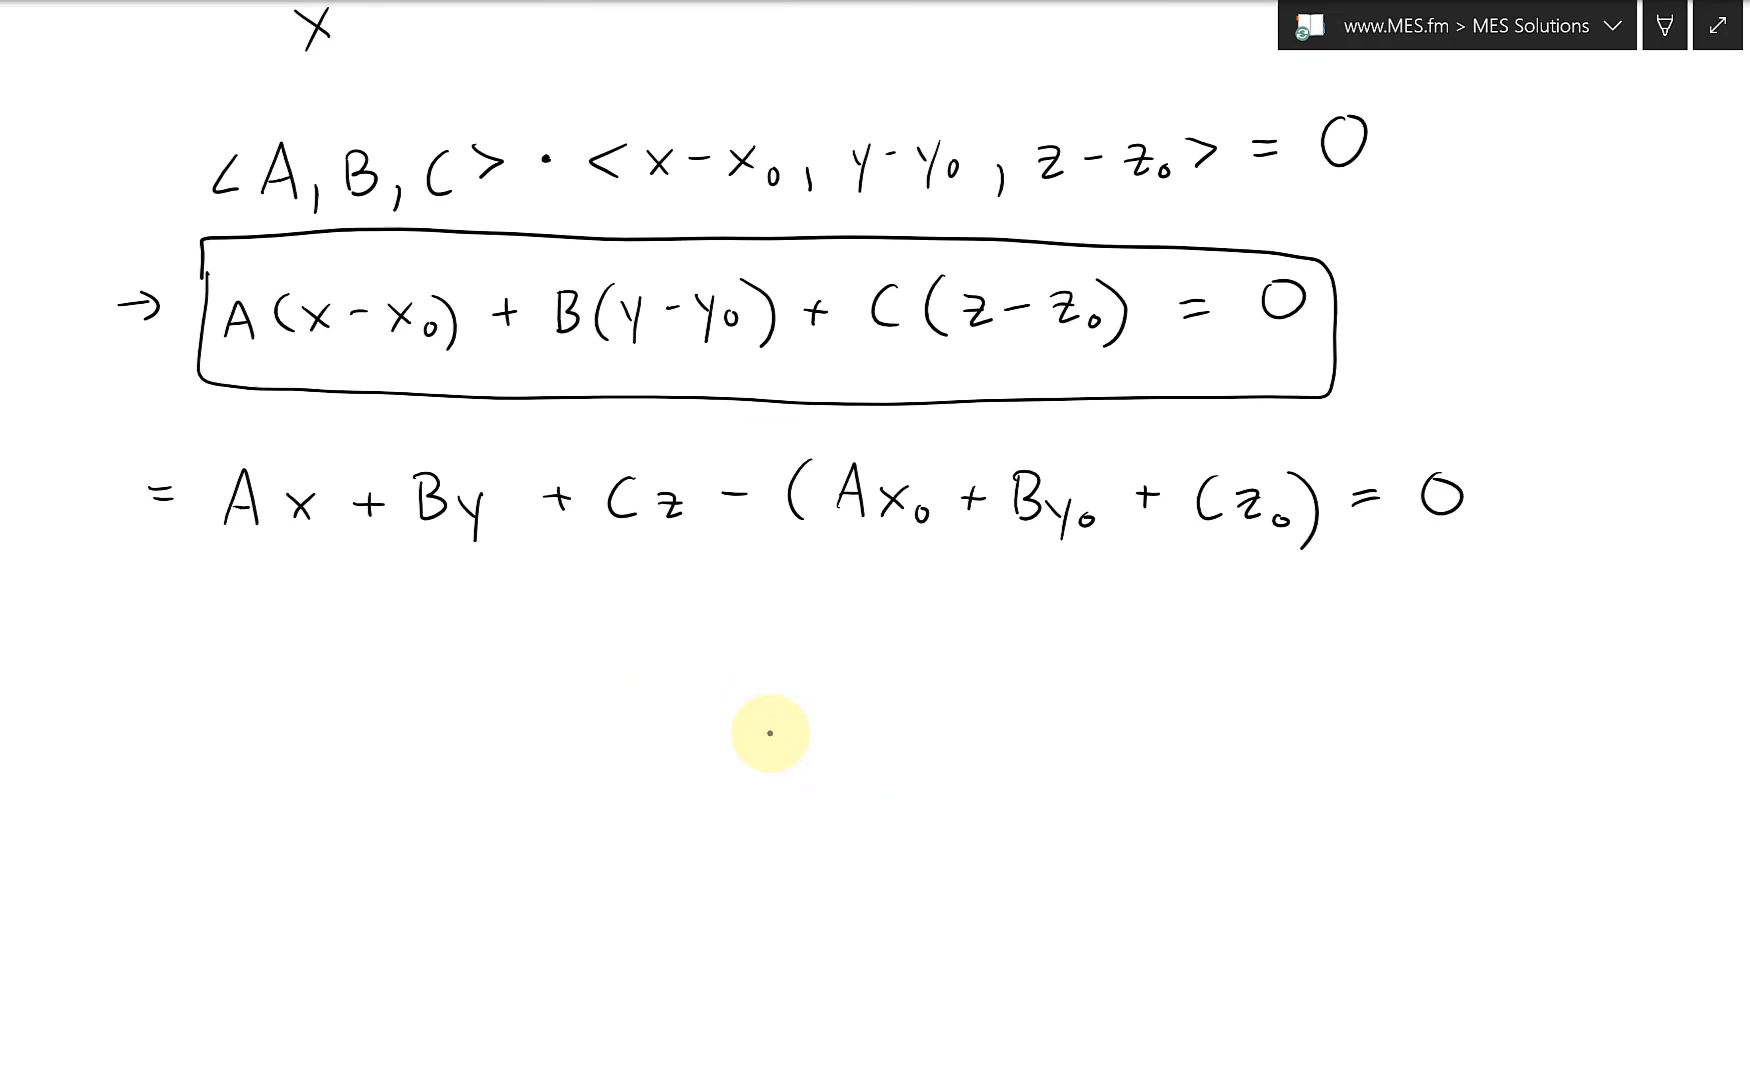 x
www.MES.fm > MES Solutions
< A, B, C > · < x - x₀, y - y₀, z - z₀ > = 0
→ A(x - x₀) + B(y - y₀) + C(z - z₀) = 0
= Ax + By + Cz - (Ax₀ + By₀ + Cz₀) = 0